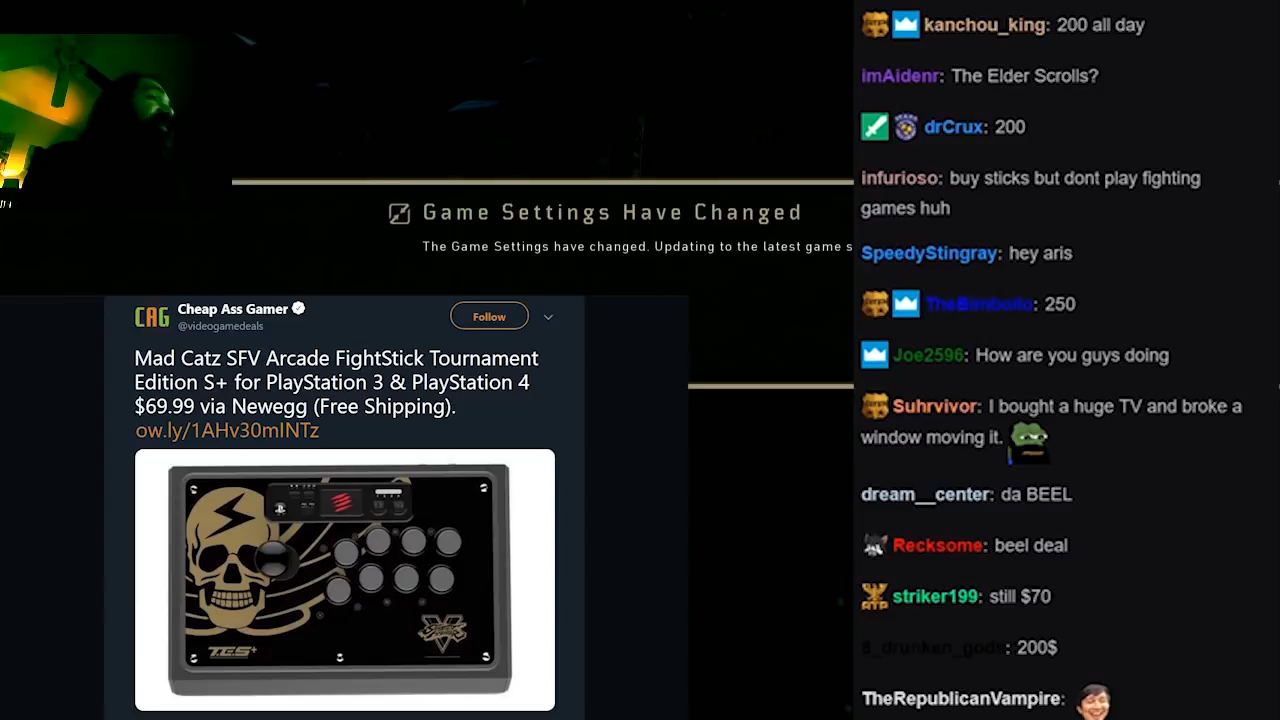 Game Settings Have Changed
The Game Settings have changed. Updating to the latest game s
CAG Cheap Ass Gamer
@videogamedeals
Follow
Mad Catz SFV Arcade FightStick Tournament
Edition S+ for PlayStation 3 & PlayStation 4
$69.99 via Newegg (Free Shipping).
ow.ly/1AHv30mINTz
T.E.S+
kanchou_king: 200 all day
imAidenr: The Elder Scrolls?
drCrux: 200
infurioso: buy sticks but dont play fighting
games huh
SpeedyStingray: hey aris
TheBimbollo: 250
Joe2596: How are you guys doing
Suhrvivor: I bought a huge TV and broke a
window moving it.
dream__center: da BEEL
Recksome: beel deal
striker199: still $70
_drunken_gods: 200$
TheRepublicanVampire: